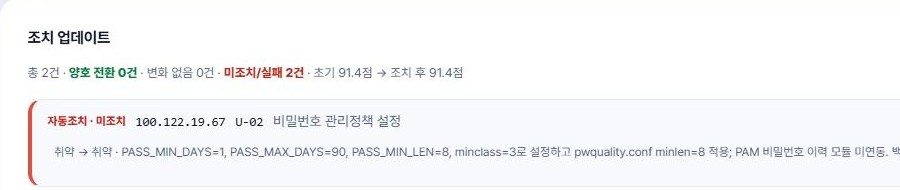 조치 업데이트
총 2건 · 양호 전환 0건 · 변화 없음 0건 · 미조치/실패 2건 · 초기 91.4점 → 조치 후 91.4점
자동조치 · 미조치 100.122.19.67 U-02 비밀번호 관리정책 설정
취약 → 취약 · PASS_MIN_DAYS=1, PASS_MAX_DAYS=90, PASS_MIN_LEN=8, minclass=3로 설정하고 pwquality.conf minlen=8 적용; PAM 비밀번호 이력 모듈 미연동. 백